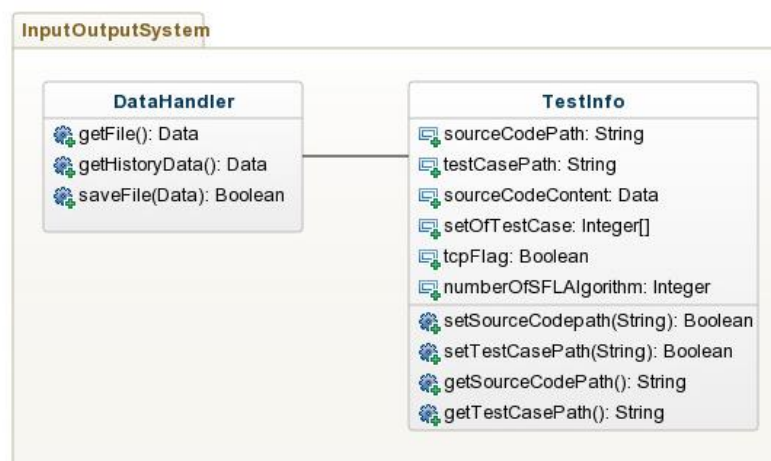 InputOutputSystem
DataHandler
getFile(): Data
getHistoryData(): Data
saveFile(Data): Boolean
TestInfo
sourceCodePath: String
testCasePath: String
sourceCodeContent: Data
setOfTestCase: Integer[]
tcpFlag: Boolean
numberOfSFLAlgorithm: Integer
setSourceCodepath(String): Boolean
setTestCasePath(String): Boolean
getSourceCodePath(): String
getTestCasePath(): String